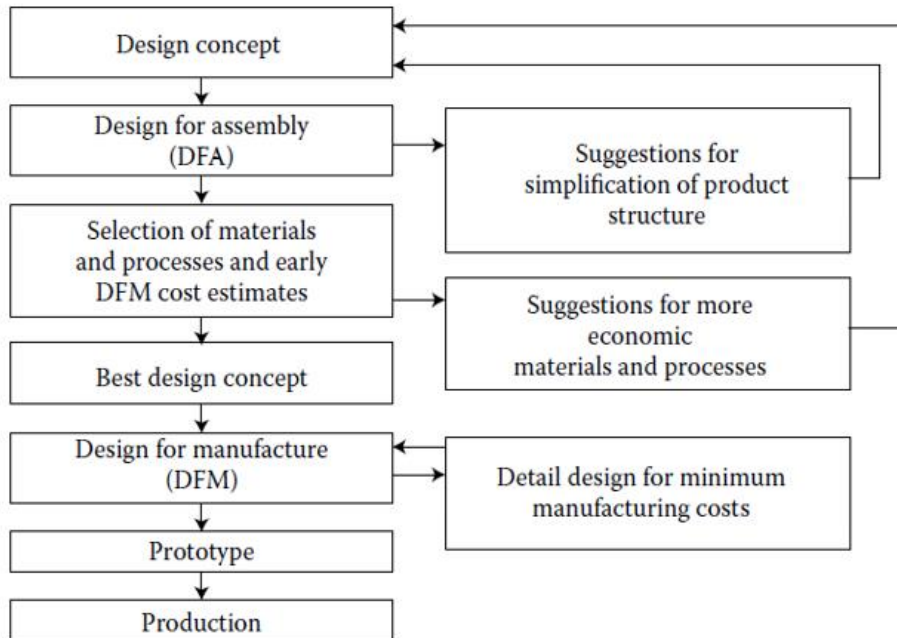 Design concept
Design for assembly
(DFA)
Suggestions for
simplification of product
structure
Selection of materials
and processes and early
DFM cost estimates
Suggestions for more
economic
materials and processes
Best design concept
Design for manufacture
(DFM)
Detail design for minimum
manufacturing costs
Prototype
Production